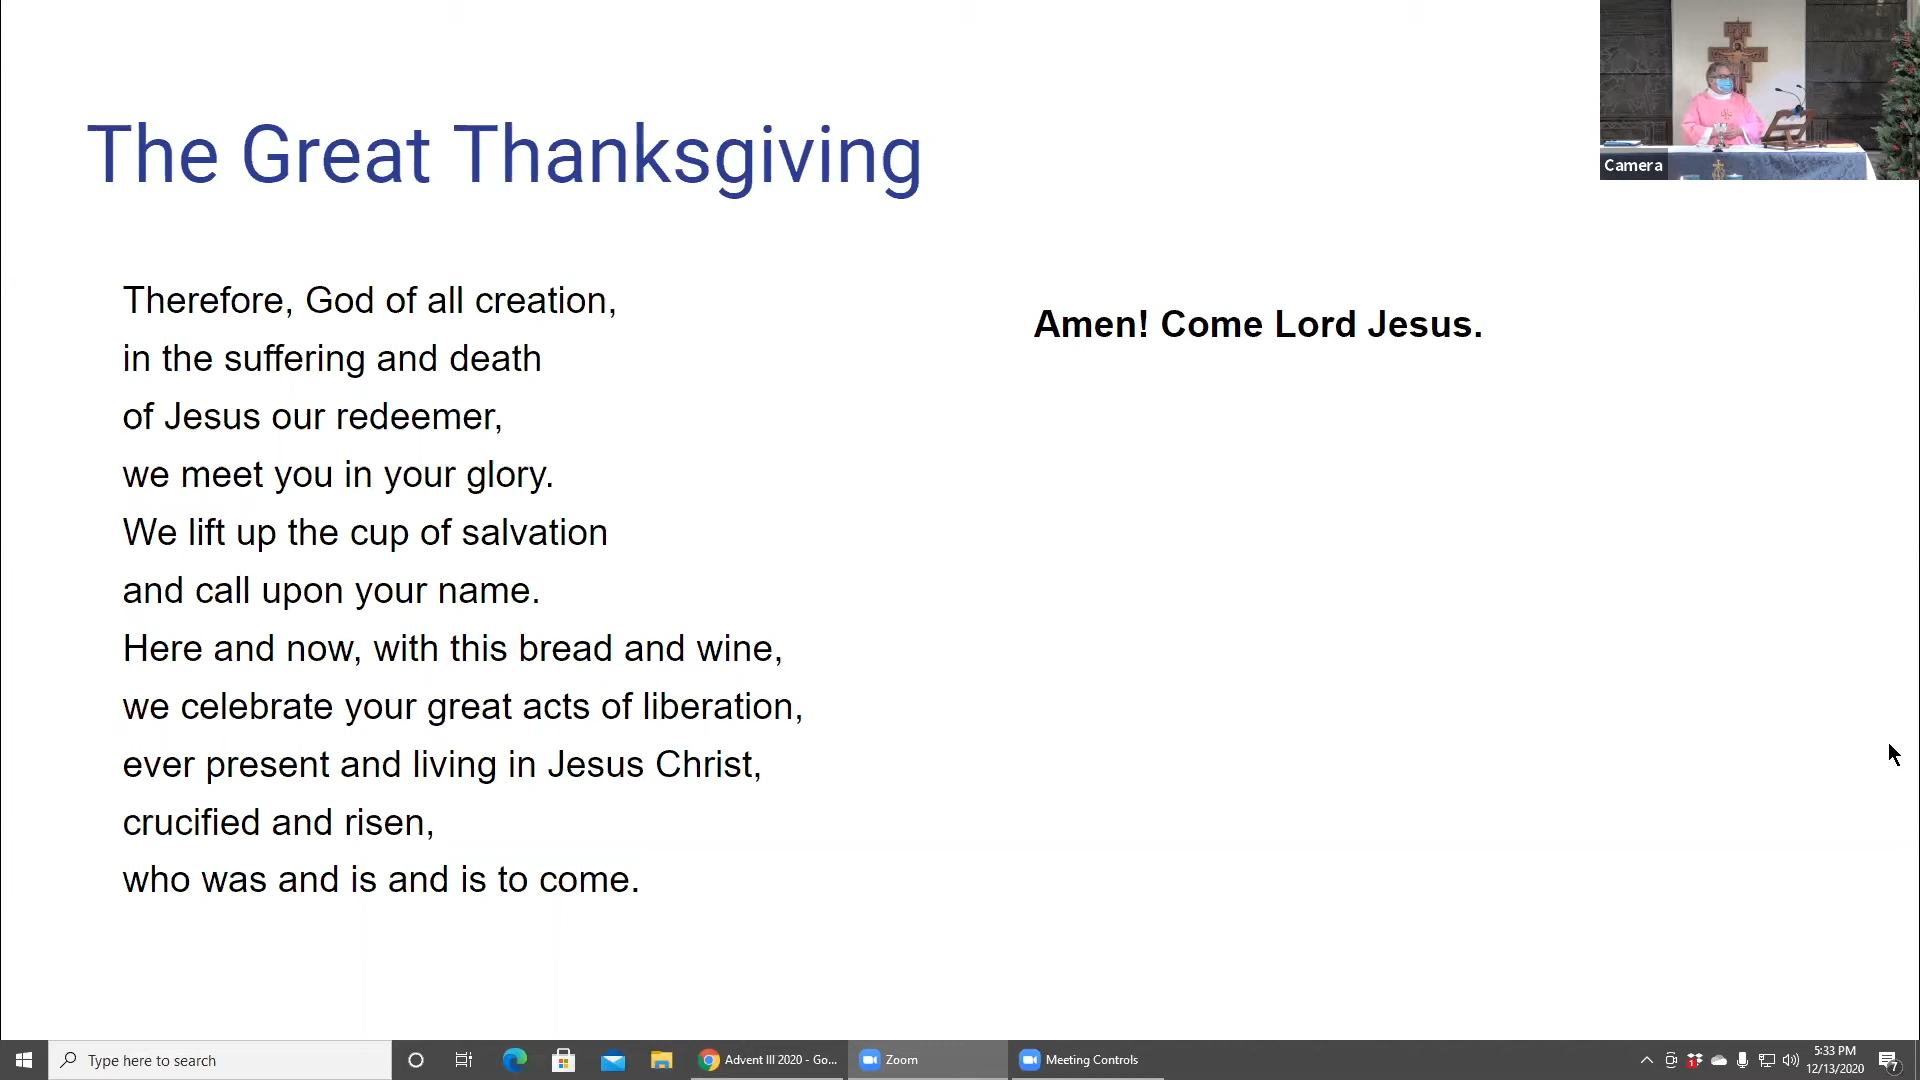 The Great Thanksgiving
Camera
Therefore, God of all creation,
in the suffering and death
of Jesus our redeemer,
we meet you in your glory.
We lift up the cup of salvation
and call upon your name.
Here and now, with this bread and wine,
we celebrate your great acts of liberation,
ever present and living in Jesus Christ,
crucified and risen,
who was and is and is to come.
Amen! Come Lord Jesus.
Type here to search
Advent III 2020 - Go...
Zoom
Meeting Controls
1
5:33 PM
12/13/2020
7